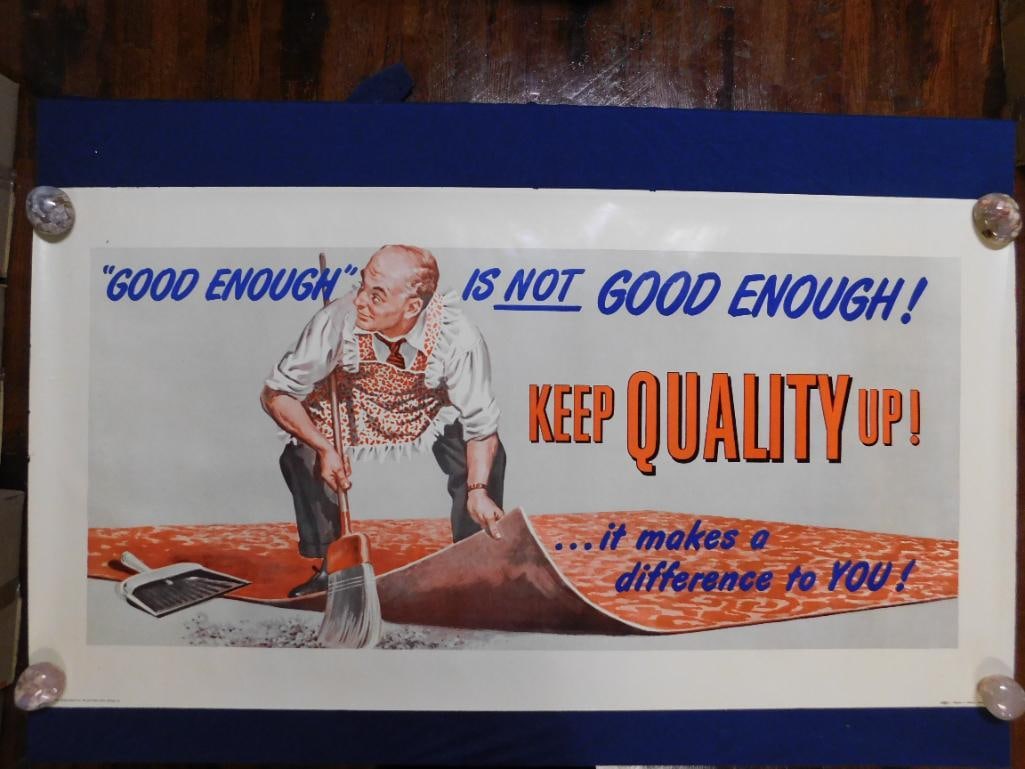 "GOOD ENOUGH" IS NOT GOOD ENOUGH!
KEEP QUALITY UP!
...it makes a
difference to YOU!